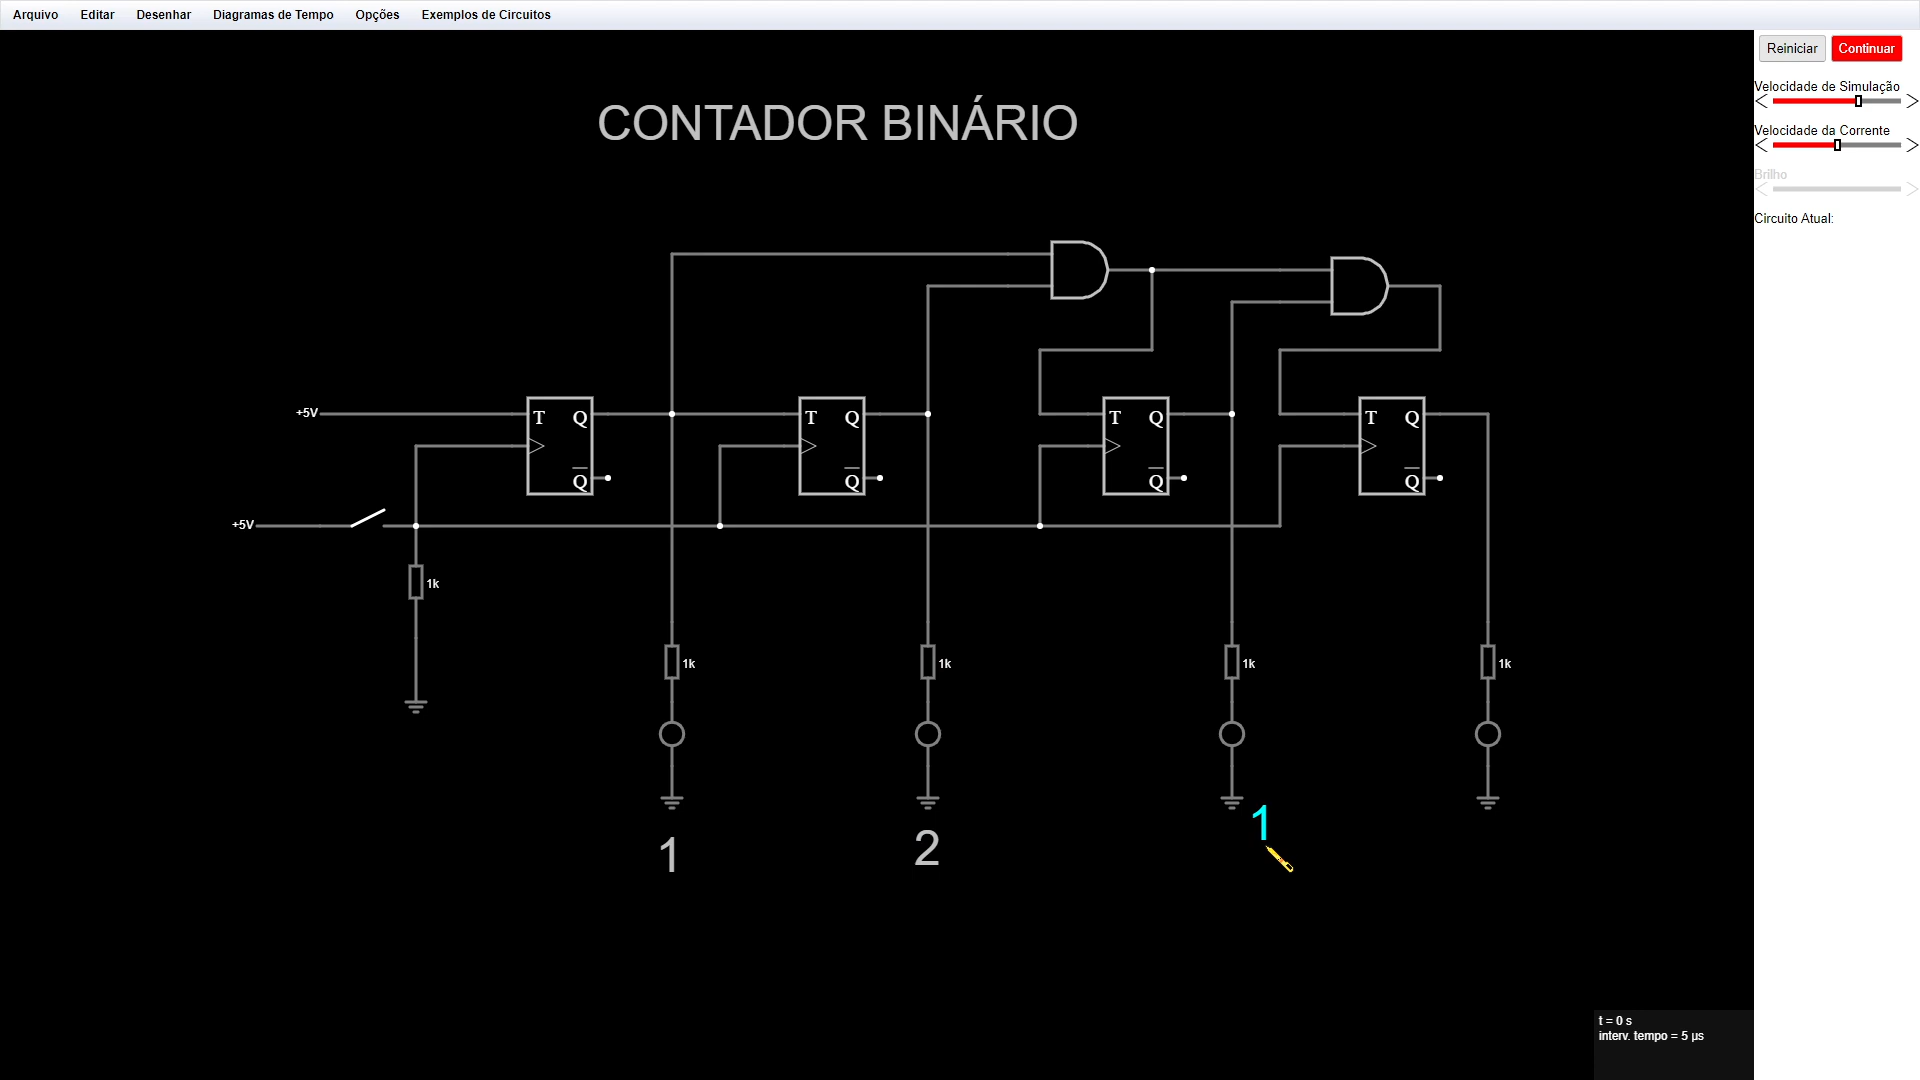 Arquivo Editar Desenhar Diagramas de Tempo Opções Exemplos de Circuitos
Reiniciar Continuar
Velocidade de Simulação
Velocidade da Corrente
Brilho
Circuito Atual:
CONTADOR BINÁRIO
+5V T Q T Q T Q T Q
Q Q Q Q
+5V
1k
1k 1k 1k 1k
1 2 1
t = 0 s
interv. tempo = 5 µs